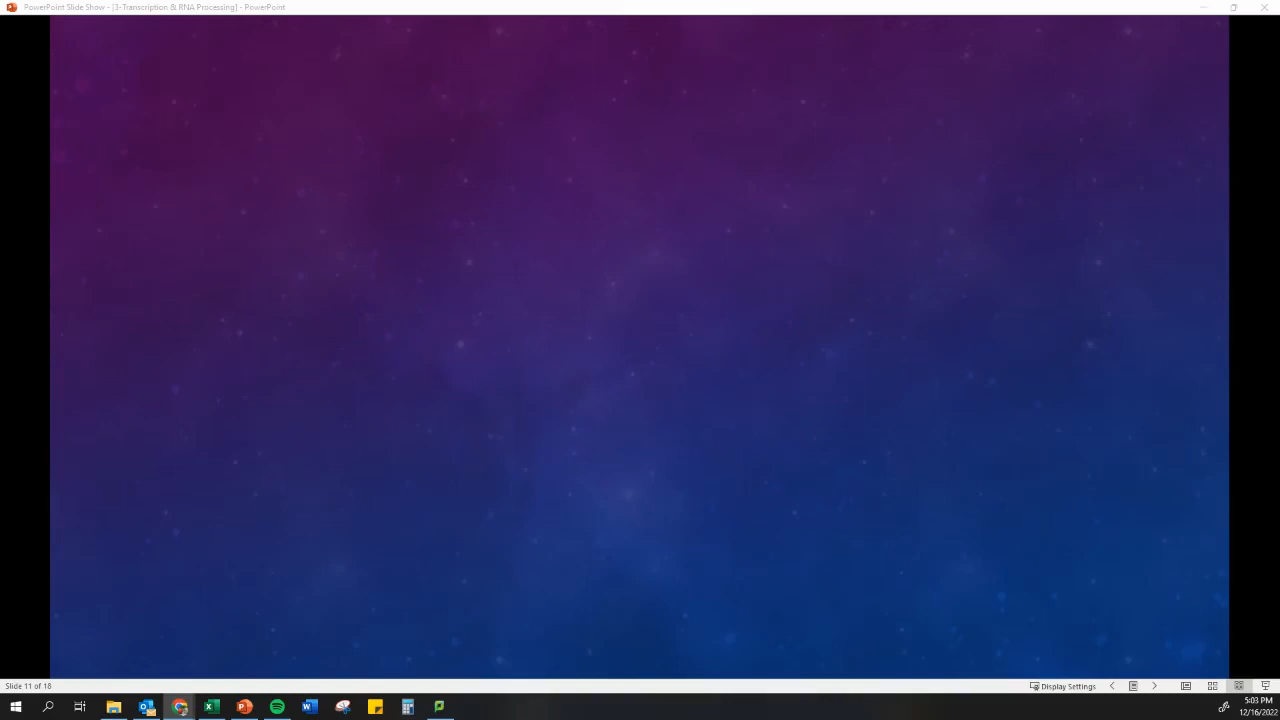 PowerPoint Slide Show - [3-Transcription & RNA Processing] - PowerPoint
Slide 11 of 18
Display Settings
5:03 PM
12/16/2022